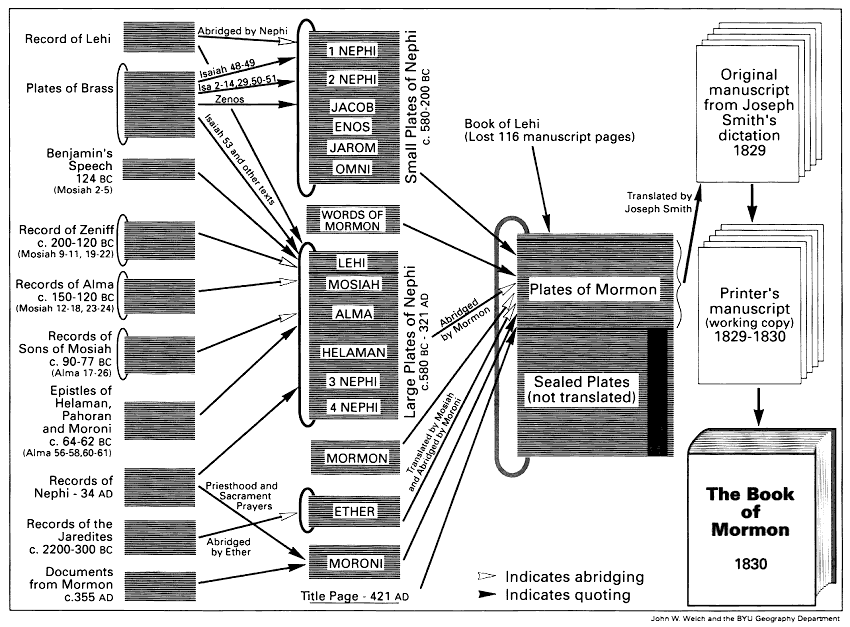 Record of Lehi
Plates of Brass
Benjamin's
Speech
124 BC
(Mosiah 2-5)
Record of Zeniff
c. 200-120 BC
(Mosiah 9-11, 19-22)
Records of Alma
c. 150-120 BC
(Mosiah 12-18, 23-24)
Records of
Sons of Mosiah
c. 90-77 BC
(Alma 17-26)
Epistles of
Helaman,
Pahoran
and Moroni
c. 64-62 BC
(Alma 56-58,60-61)
Records of
Nephi - 34 AD
Records of the
Jaredites
c. 2200-300 BC
Documents
from Mormon
c.355 AD
Abridged by Nephi
Isaiah 48-49
Isa 2-14,29,50-51
Zenos
Isaiah 53 and other texts
Priesthood and
Sacrament
Prayers
Abridged
by Ether
1 NEPHI
2 NEPHI
JACOB
ENOS
JAROM
OMNI
Small Plates of Nephi
c. 580-200 BC
WORDS OF
MORMON
LEHI
MOSIAH
ALMA
HELAMAN
3 NEPHI
4 NEPHI
Large Plates of Nephi
c.580 BC - 321 AD
MORMON
ETHER
MORONI
Title Page - 421 AD
Abridged
by Mormon
Translated by Mosiah
and Abridged by Moroni
Book of Lehi
(Lost 116 manuscript pages)
Plates of Mormon
Sealed Plates
(not translated)
Translated by
Joseph Smith
Original
manuscript
from Joseph
Smith's
dictation
1829
Printer's
manuscript
(working copy)
1829-1830
The Book
of
Mormon
1830
Indicates abridging
Indicates quoting
John W. Welch and the BYU Geography Department